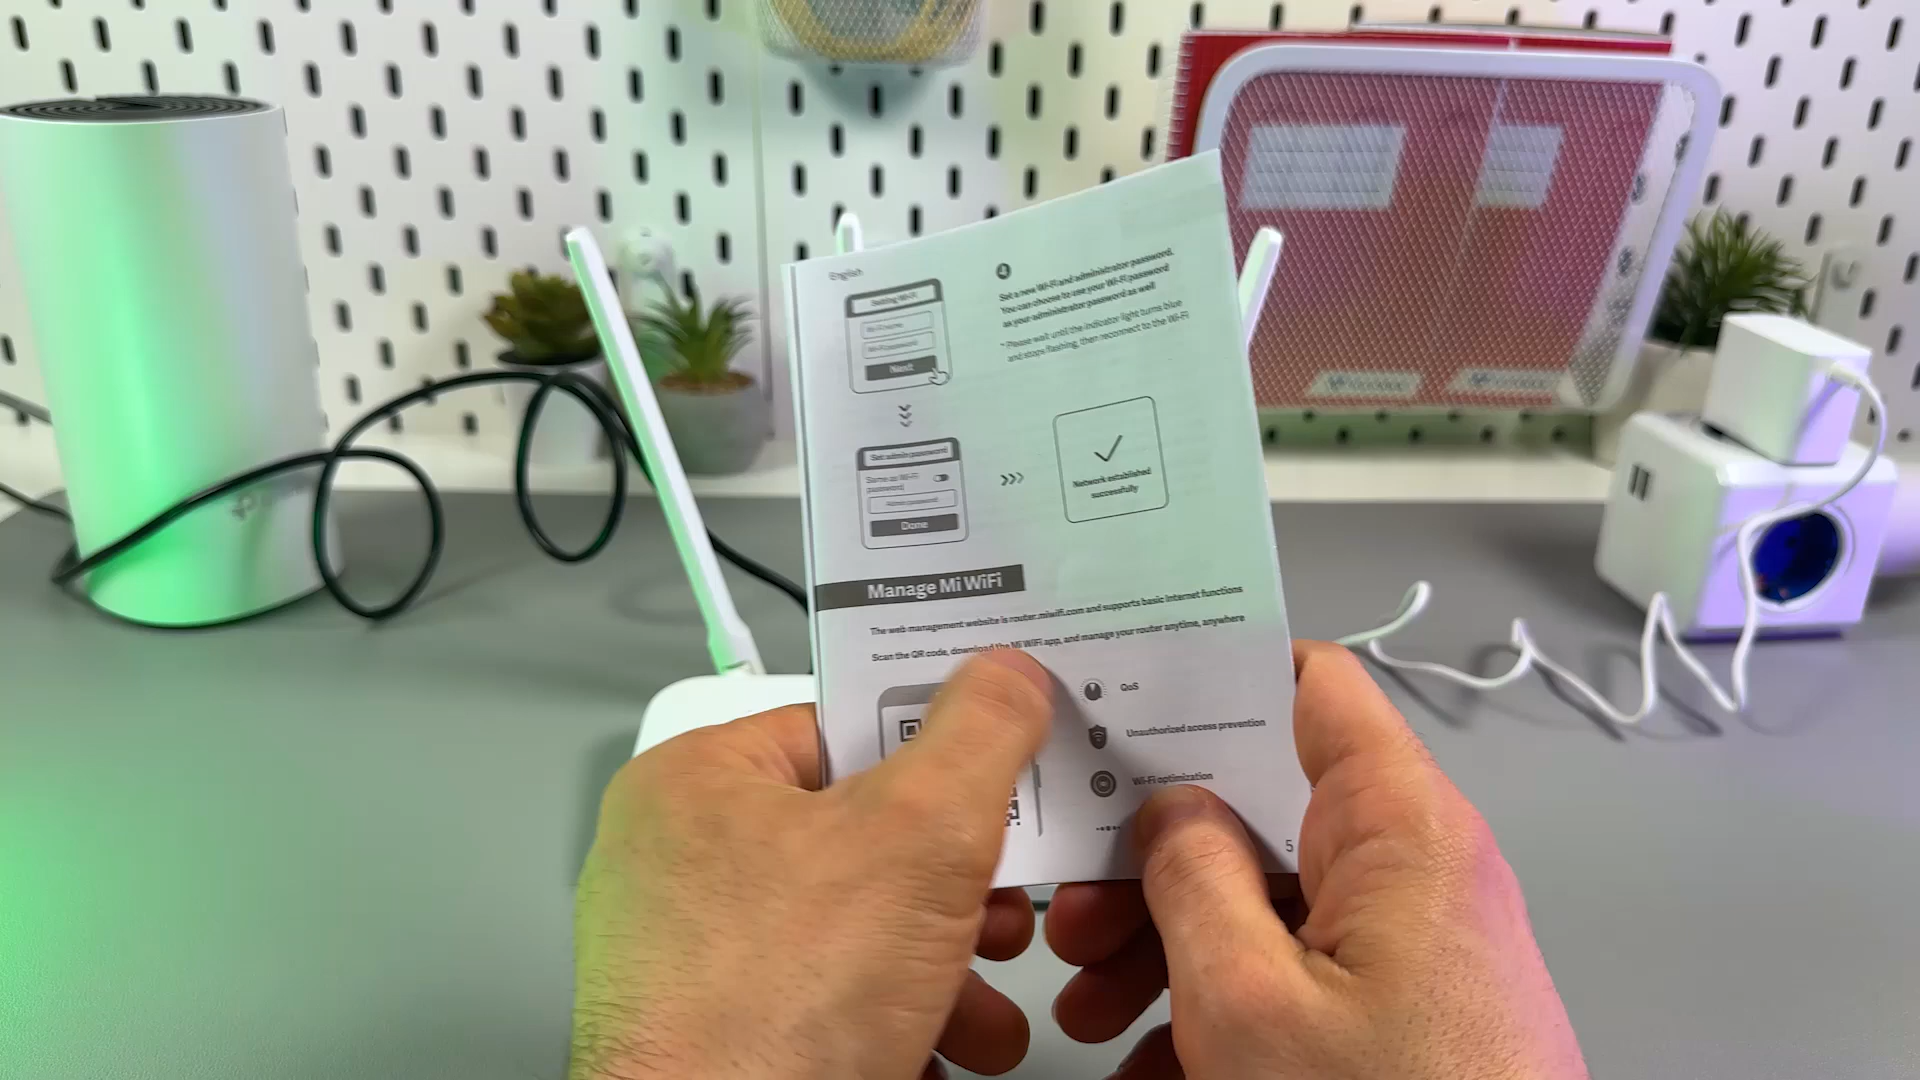 English
Setting Wi-Fi
Wi-Fi name
Wi-Fi password
Next
4
Set a new Wi-Fi and administrator password.
You can choose to use your Wi-Fi password
as your administrator password as well
* Please wait until the indicator light turns blue
and stops flashing, then reconnect to the Wi-Fi
Set admin password
Same as Wi-Fi
password
Admin password
Done
Network established
successfully
Manage Mi WiFi
The web management website is router.miwifi.com and supports basic Internet functions
Scan the QR code, download the Mi WiFi app, and manage your router anytime, anywhere
QoS
Unauthorized access prevention
Wi-Fi optimization
5